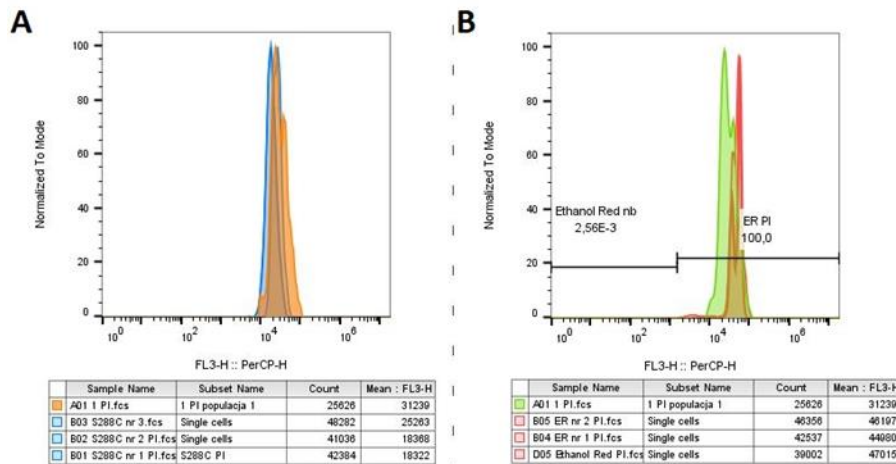 A
Normalized To Mode
100
80
60
40
20
0
10^0 10^2 10^4 10^6
FL3-H :: PerCP-H
Sample Name Subset Name Count Mean : FL3-H
A01 1 PI.fcs 1 PI populacja 1 25626 31239
B03 S288C nr 3.fcs Single cells 48282 25263
B02 S288C nr 2 PI.fcs Single cells 41036 18368
B01 S288C nr 1 PI.fcs S288C PI 42384 18322
B
Normalized To Mode
100
80
60
40
20
0
Ethanol Red nb
2,56E-3
ER PI
100,0
10^0 10^2 10^4 10^6
FL3-H :: PerCP-H
Sample Name Subset Name Count Mean : FL3-H
A01 1 PI.fcs 1 PI populacja 1 25626 31239
B05 ER nr 2 PI.fcs Single cells 46356 46197
B04 ER nr 1 PI.fcs Single cells 42537 44980
D05 Ethanol Red PI.fcs Single cells 39002 47015